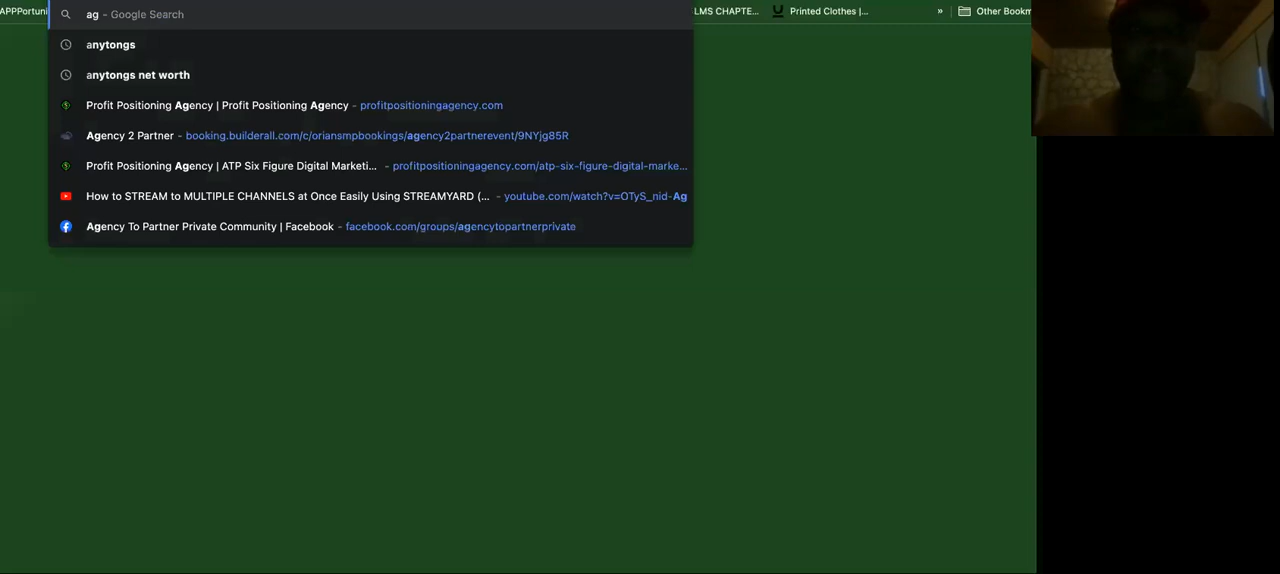 APPPortuni
ag - Google Search
LMS CHAPTE...
Printed Clothes |...
»
Other Bookm
anytongs
anytongs net worth
Profit Positioning Agency | Profit Positioning Agency - profitpositioningagency.com
Agency 2 Partner - booking.builderall.com/c/oriansmpbookings/agency2partnerevent/9NYjg85R
Profit Positioning Agency | ATP Six Figure Digital Marketi... - profitpositioningagency.com/atp-six-figure-digital-marke...
How to STREAM to MULTIPLE CHANNELS at Once Easily Using STREAMYARD (... - youtube.com/watch?v=OTyS_nid-Ag
Agency To Partner Private Community | Facebook - facebook.com/groups/agencytopartnerprivate